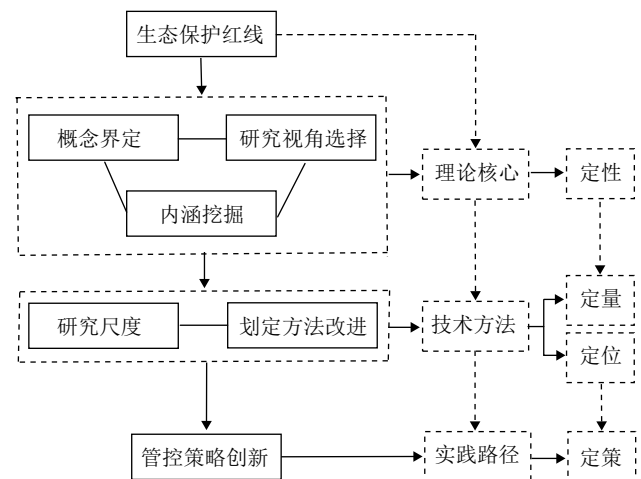 生态保护红线
概念界定
研究视角选择
内涵挖掘
理论核心
定性
研究尺度
划定方法改进
技术方法
定量
定位
管控策略创新
实践路径
定策